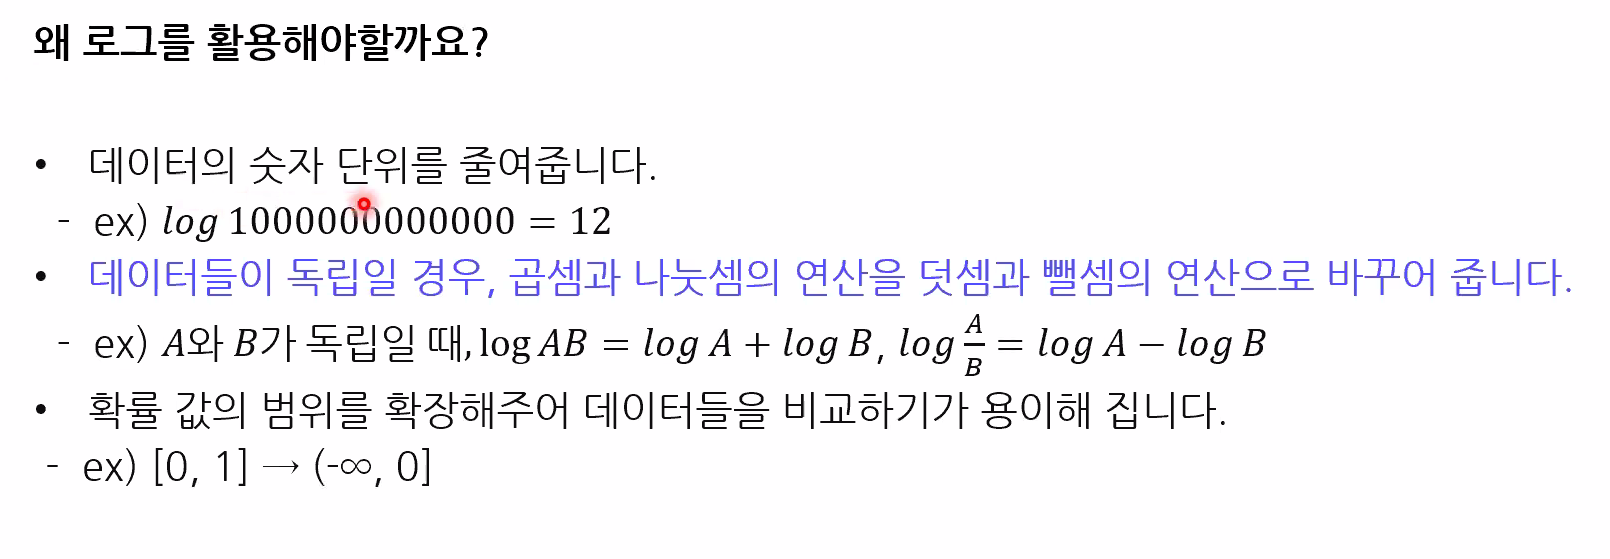 왜 로그를 활용해야할까요?
• 데이터의 숫자 단위를 줄여줍니다.
- ex) log 1000000000000 = 12
• 데이터들이 독립일 경우, 곱셈과 나눗셈의 연산을 덧셈과 뺄셈의 연산으로 바꾸어 줍니다.
- ex) A와 B가 독립일 때, log AB = log A + log B, log A/B = log A − log B
• 확률 값의 범위를 확장해주어 데이터들을 비교하기가 용이해 집니다.
- ex) [0, 1] → (-∞, 0]